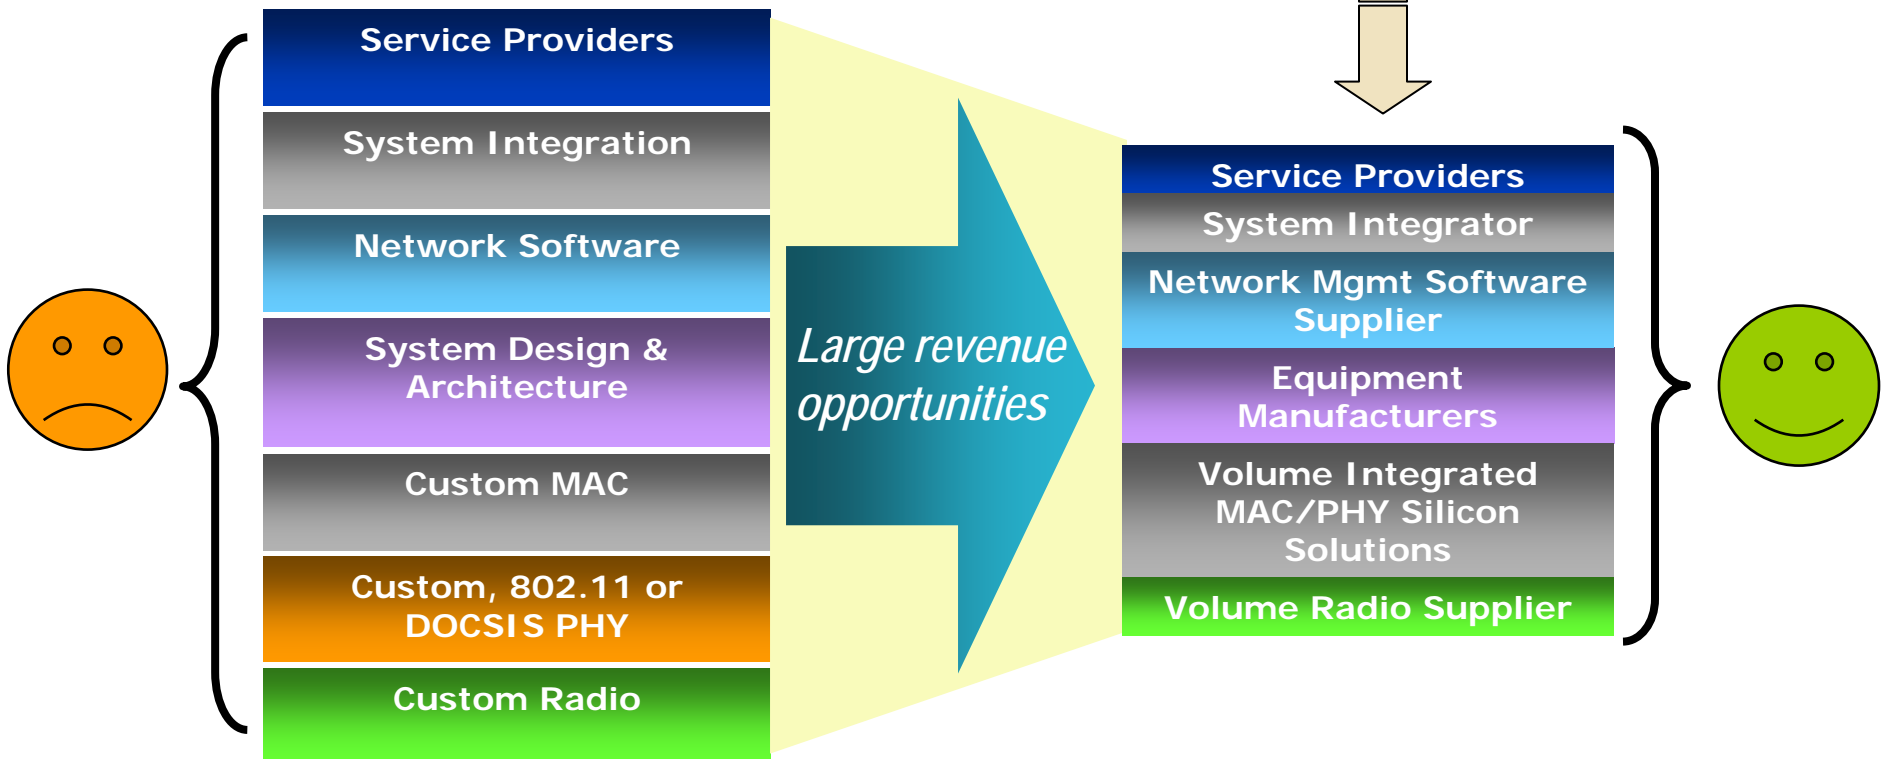 Service Providers
System Integration
Network Software
System Design &
Architecture
Custom MAC
Custom, 802.11 or
DOCSIS PHY
Custom Radio
Large revenue
opportunities
Service Providers
System Integrator
Network Mgmt Software
Supplier
Equipment
Manufacturers
Volume Integrated
MAC/PHY Silicon
Solutions
Volume Radio Supplier